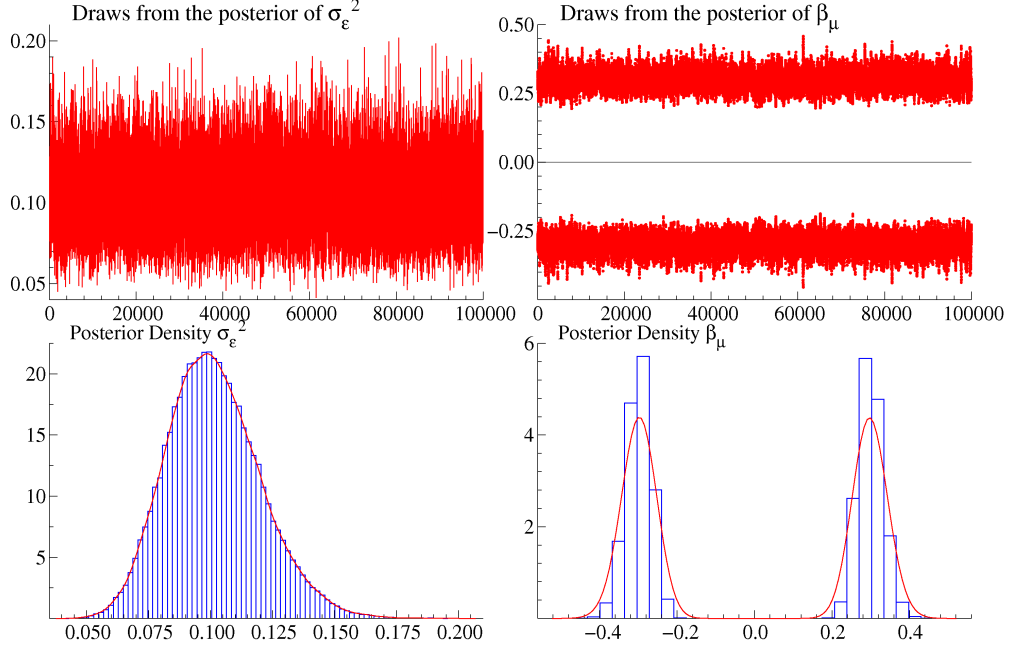 Draws from the posterior of σε²
0.20
0.15
0.10
0.05
0 20000 40000 60000 80000 100000
Draws from the posterior of βμ
0.50
0.25
0.00
−0.25
0 20000 40000 60000 80000 100000
Posterior Density σε²
20
15
10
5
0.050 0.075 0.100 0.125 0.150 0.175 0.200
Posterior Density βμ
6
4
2
−0.4 −0.2 0.0 0.2 0.4